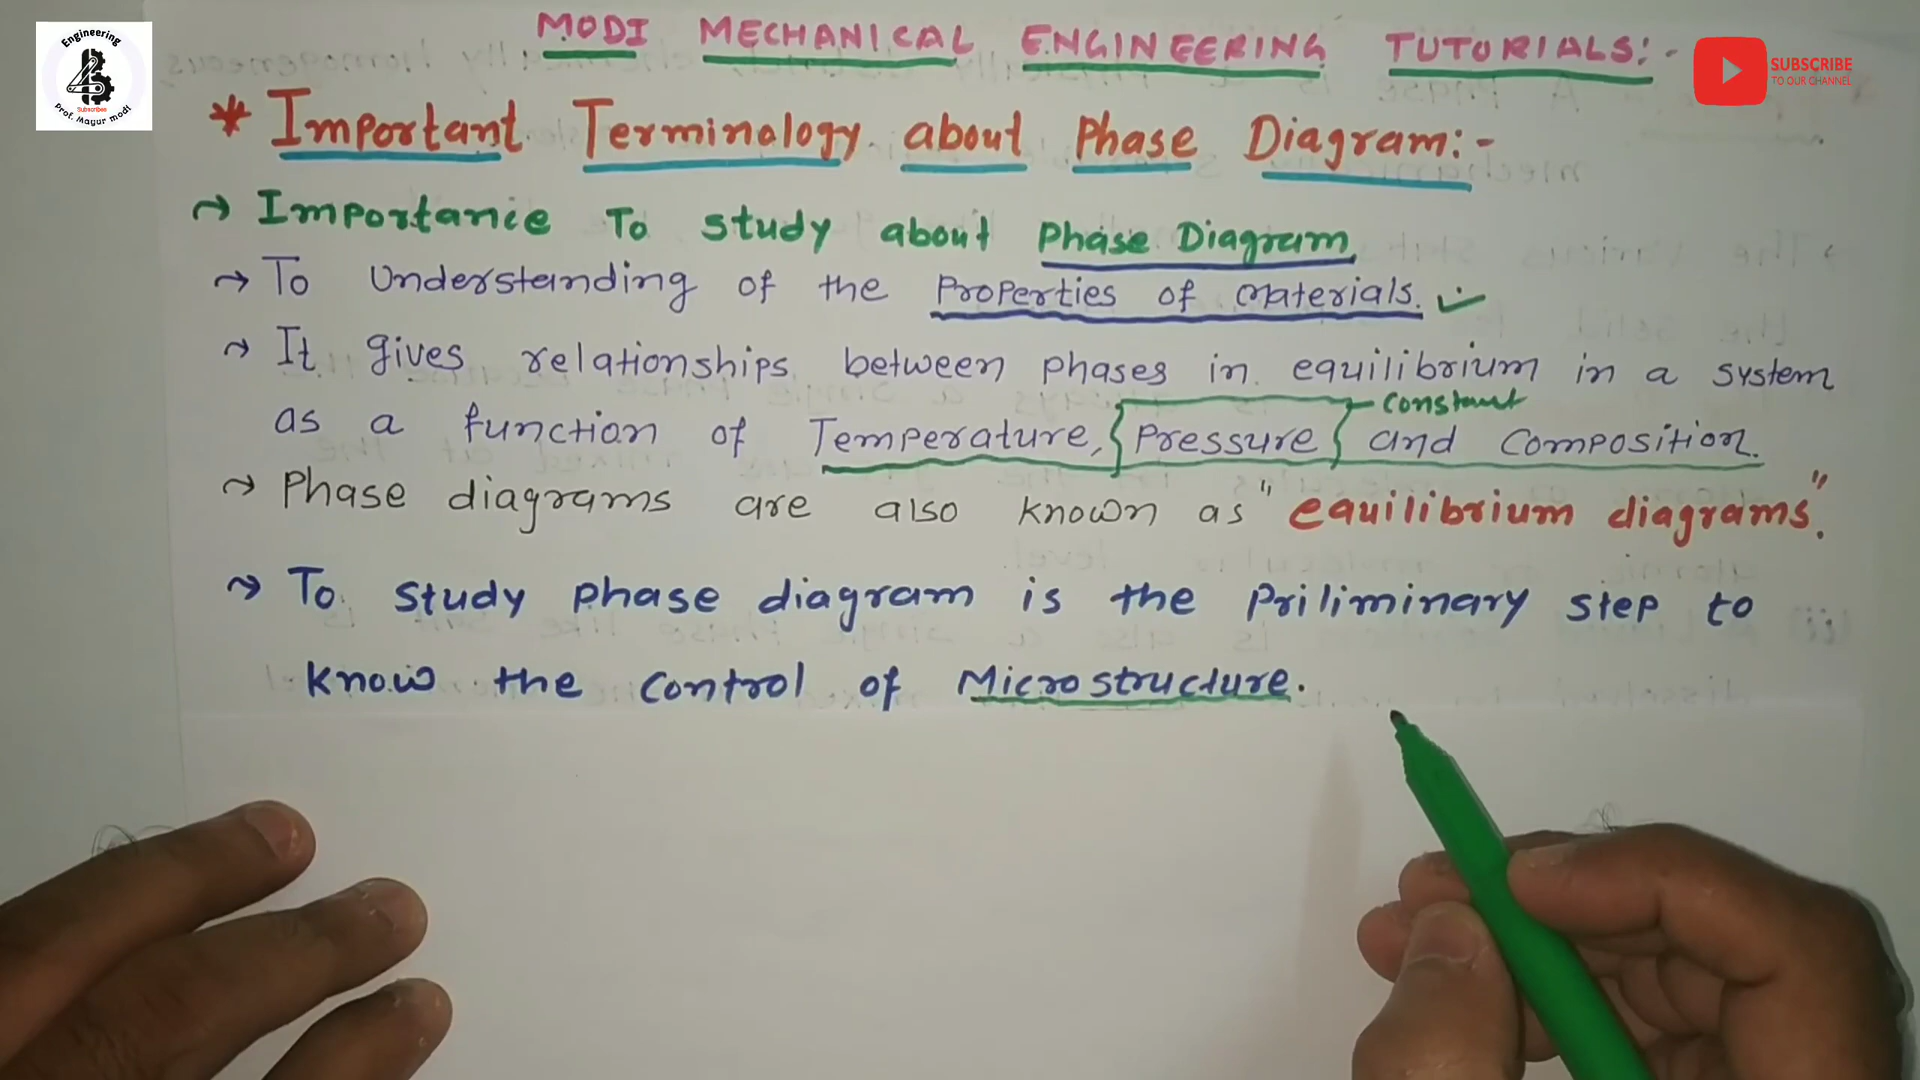 MODI MECHANICAL ENGINEERING TUTORIALS:-
Engineering
Subscribe
Prof. Mayur modi
SUBSCRIBE
TO OUR CHANNEL
* Important Terminology about Phase Diagram:-
→ Importance To study about Phase Diagram
→ To Understanding of the Properties of Materials.
→ It gives relationships between phases in equilibrium in a system
constant
as a function of Temperature, {Pressure} and Composition.
→ Phase diagrams are also known as "equilibrium diagrams".
→ To study phase diagram is the Priliminary step to
know the control of Microstructure.